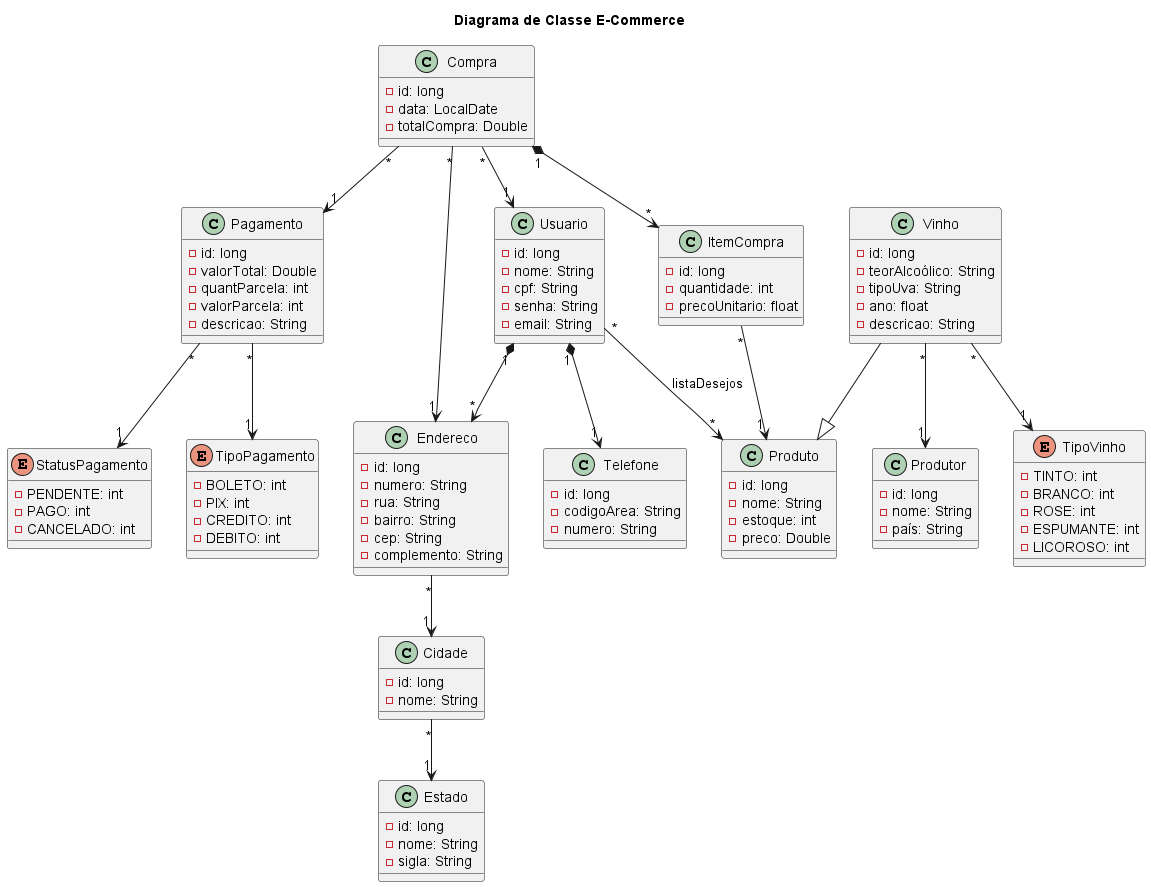 Diagrama de Classe E-Commerce
C Compra
id: long
data: LocalDate
totalCompra: Double
* * * 1
1 1 1 *
C Pagamento
id: long
valorTotal: Double
quantParcela: int
valorParcela: int
descricao: String
C Usuario
id: long
nome: String
cpf: String
senha: String
email: String
C ItemCompra
id: long
quantidade: int
precoUnitario: float
C Vinho
id: long
teorAlcoólico: String
tipoUva: String
ano: float
descricao: String
* * 1 1 * * * *
listaDesejos
1 1 * 1 * 1 1 1
E StatusPagamento
PENDENTE: int
PAGO: int
CANCELADO: int
E TipoPagamento
BOLETO: int
PIX: int
CREDITO: int
DEBITO: int
C Endereco
id: long
numero: String
rua: String
bairro: String
cep: String
complemento: String
C Telefone
id: long
codigoArea: String
numero: String
C Produto
id: long
nome: String
estoque: int
preco: Double
C Produtor
id: long
nome: String
país: String
E TipoVinho
TINTO: int
BRANCO: int
ROSE: int
ESPUMANTE: int
LICOROSO: int
*
1
C Cidade
id: long
nome: String
*
1
C Estado
id: long
nome: String
sigla: String